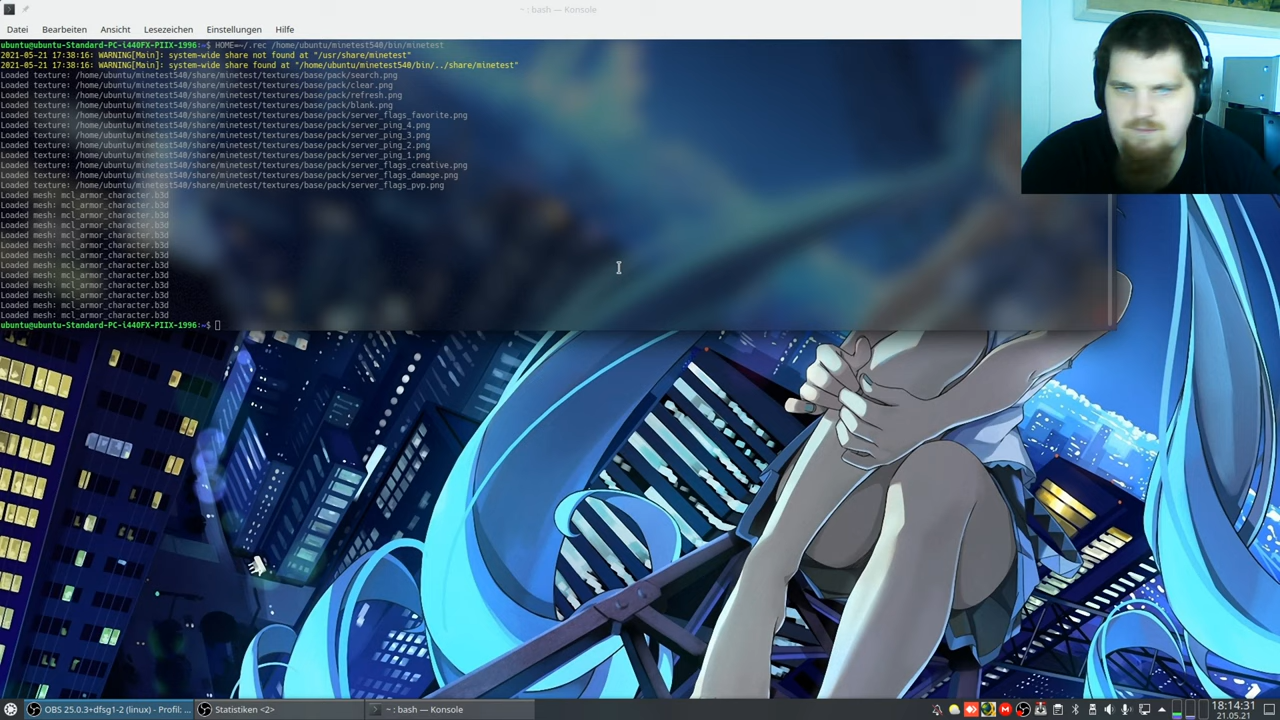 ~ : bash — Konsole
Datei Bearbeiten Ansicht Lesezeichen Einstellungen Hilfe
ubuntu@ubuntu-Standard-PC-i440FX-PIIX-1996:~$ HOME=~/.rec /home/ubuntu/minetest540/bin/minetest
2021-05-21 17:38:16: WARNING[Main]: system-wide share not found at "/usr/share/minetest"
2021-05-21 17:38:16: WARNING[Main]: system-wide share found at "/home/ubuntu/minetest540/bin/../share/minetest"
Loaded texture: /home/ubuntu/minetest540/share/minetest/textures/base/pack/search.png
Loaded texture: /home/ubuntu/minetest540/share/minetest/textures/base/pack/clear.png
Loaded texture: /home/ubuntu/minetest540/share/minetest/textures/base/pack/refresh.png
Loaded texture: /home/ubuntu/minetest540/share/minetest/textures/base/pack/blank.png
Loaded texture: /home/ubuntu/minetest540/share/minetest/textures/base/pack/server_flags_favorite.png
Loaded texture: /home/ubuntu/minetest540/share/minetest/textures/base/pack/server_ping_4.png
Loaded texture: /home/ubuntu/minetest540/share/minetest/textures/base/pack/server_ping_3.png
Loaded texture: /home/ubuntu/minetest540/share/minetest/textures/base/pack/server_ping_2.png
Loaded texture: /home/ubuntu/minetest540/share/minetest/textures/base/pack/server_ping_1.png
Loaded texture: /home/ubuntu/minetest540/share/minetest/textures/base/pack/server_flags_creative.png
Loaded texture: /home/ubuntu/minetest540/share/minetest/textures/base/pack/server_flags_damage.png
Loaded texture: /home/ubuntu/minetest540/share/minetest/textures/base/pack/server_flags_pvp.png
Loaded mesh: mcl_armor_character.b3d
Loaded mesh: mcl_armor_character.b3d
Loaded mesh: mcl_armor_character.b3d
Loaded mesh: mcl_armor_character.b3d
Loaded mesh: mcl_armor_character.b3d
Loaded mesh: mcl_armor_character.b3d
Loaded mesh: mcl_armor_character.b3d
Loaded mesh: mcl_armor_character.b3d
Loaded mesh: mcl_armor_character.b3d
Loaded mesh: mcl_armor_character.b3d
Loaded mesh: mcl_armor_character.b3d
Loaded mesh: mcl_armor_character.b3d
Loaded mesh: mcl_armor_character.b3d
ubuntu@ubuntu-Standard-PC-i440FX-PIIX-1996:~$
OBS 25.0.3+dfsg1-2 (linux) - Profil: ... Statistiken <2> ~ : bash — Konsole 18:14:31
21.05.21